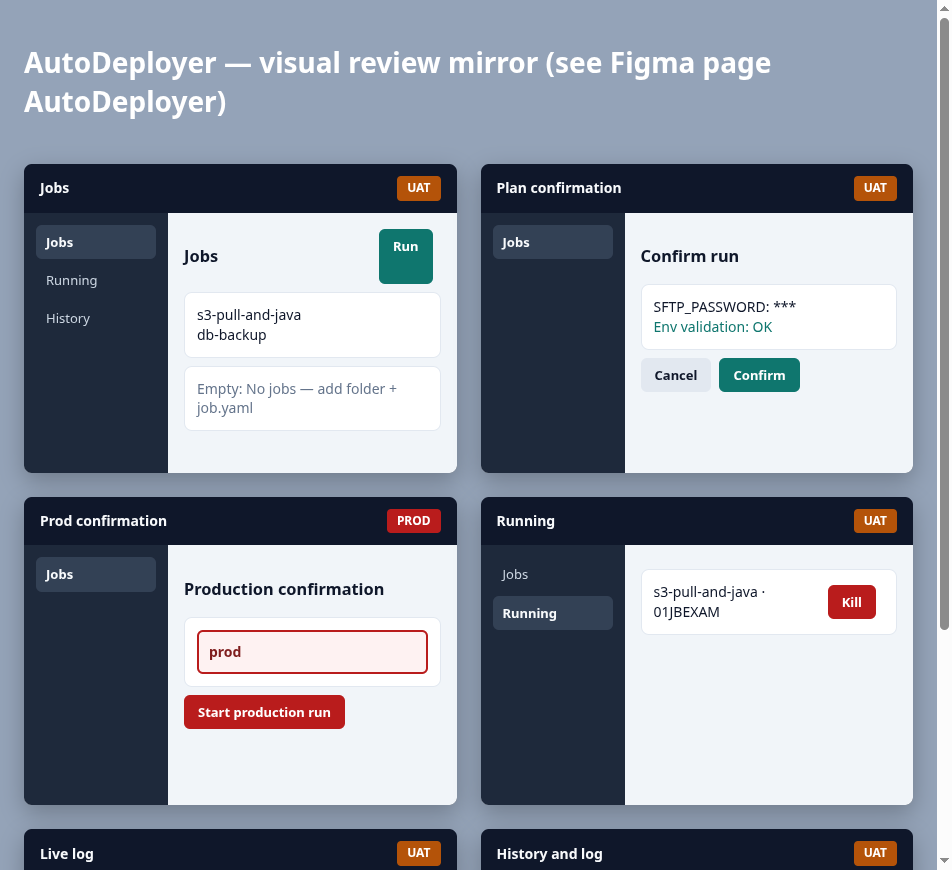 AutoDeployer — visual review mirror (see Figma page
AutoDeployer)
Jobs
UAT
Jobs
Running
History
Jobs
Run
s3-pull-and-java
db-backup
Empty: No jobs — add folder +
job.yaml
Plan confirmation
UAT
Jobs
Confirm run
SFTP_PASSWORD: ***
Env validation: OK
Cancel
Confirm
Prod confirmation
PROD
Jobs
Production confirmation
prod
Start production run
Running
UAT
Jobs
Running
s3-pull-and-java ·
01JBEXAM
Kill
Live log
UAT
History and log
UAT